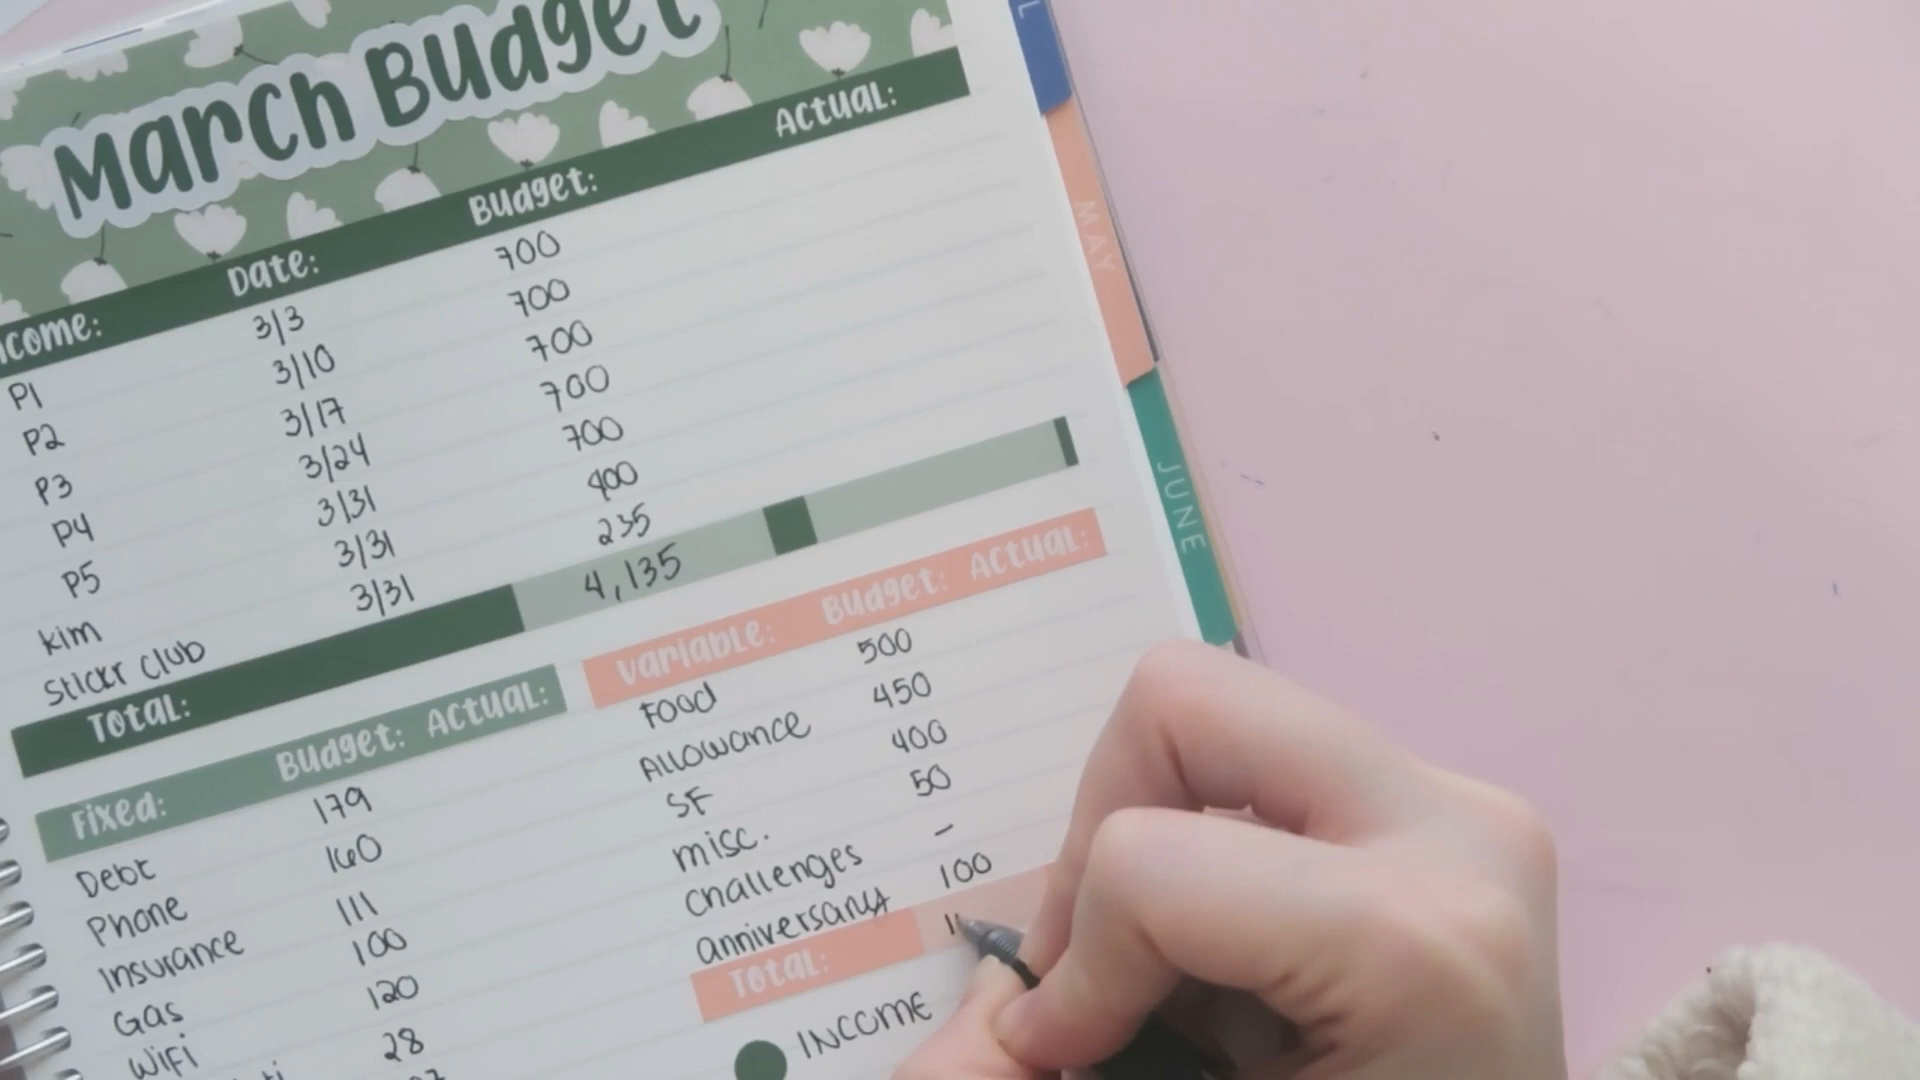 March Budget
Date: Budget: Actual:
P1 3/3 700
P2 3/10 700
P3 3/17 700
P4 3/24 700
P5 3/31 700
kim 3/31 400
Stickr club 3/31 235
Total: 4,135
Fixed: Budget: Actual:
Debt 179
Phone 160
Insurance 111
Gas 100
WiFi 120
28
Variable: Budget: Actual:
Food 500
Allowance 450
SF 400
misc. 50
challenges –
anniversary 100
Total:
INCOME
MAY
JUNE